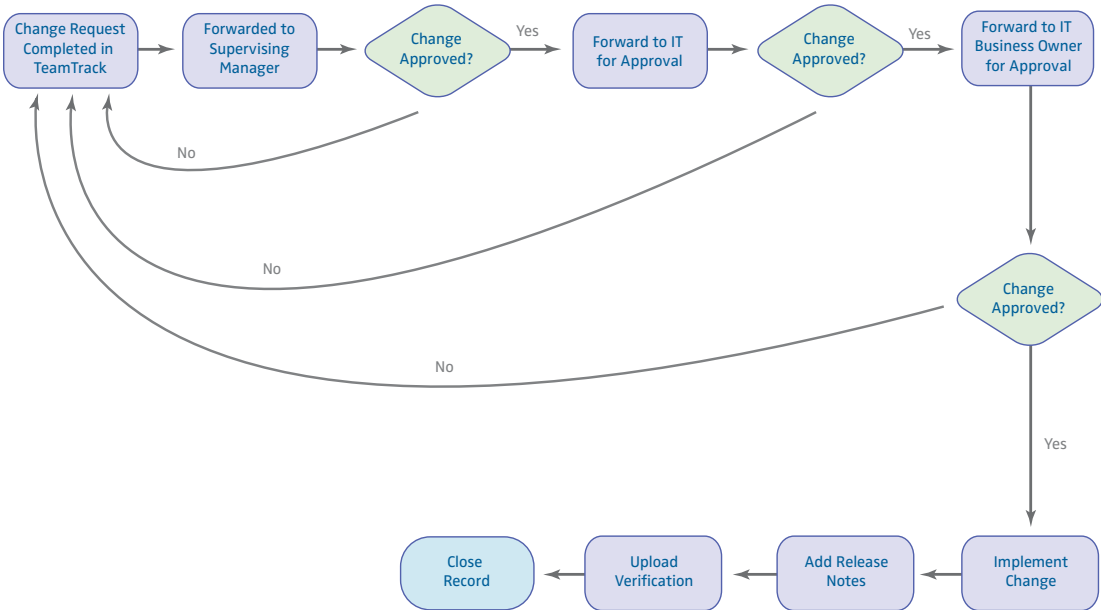 Change Request
Completed in
TeamTrack
Forwarded to
Supervising
Manager
Change
Approved?
Yes
Forward to IT
for Approval
Change
Approved?
Yes
Forward to IT
Business Owner
for Approval
No
No
No
Change
Approved?
Yes
Implement
Change
Add Release
Notes
Upload
Verification
Close
Record